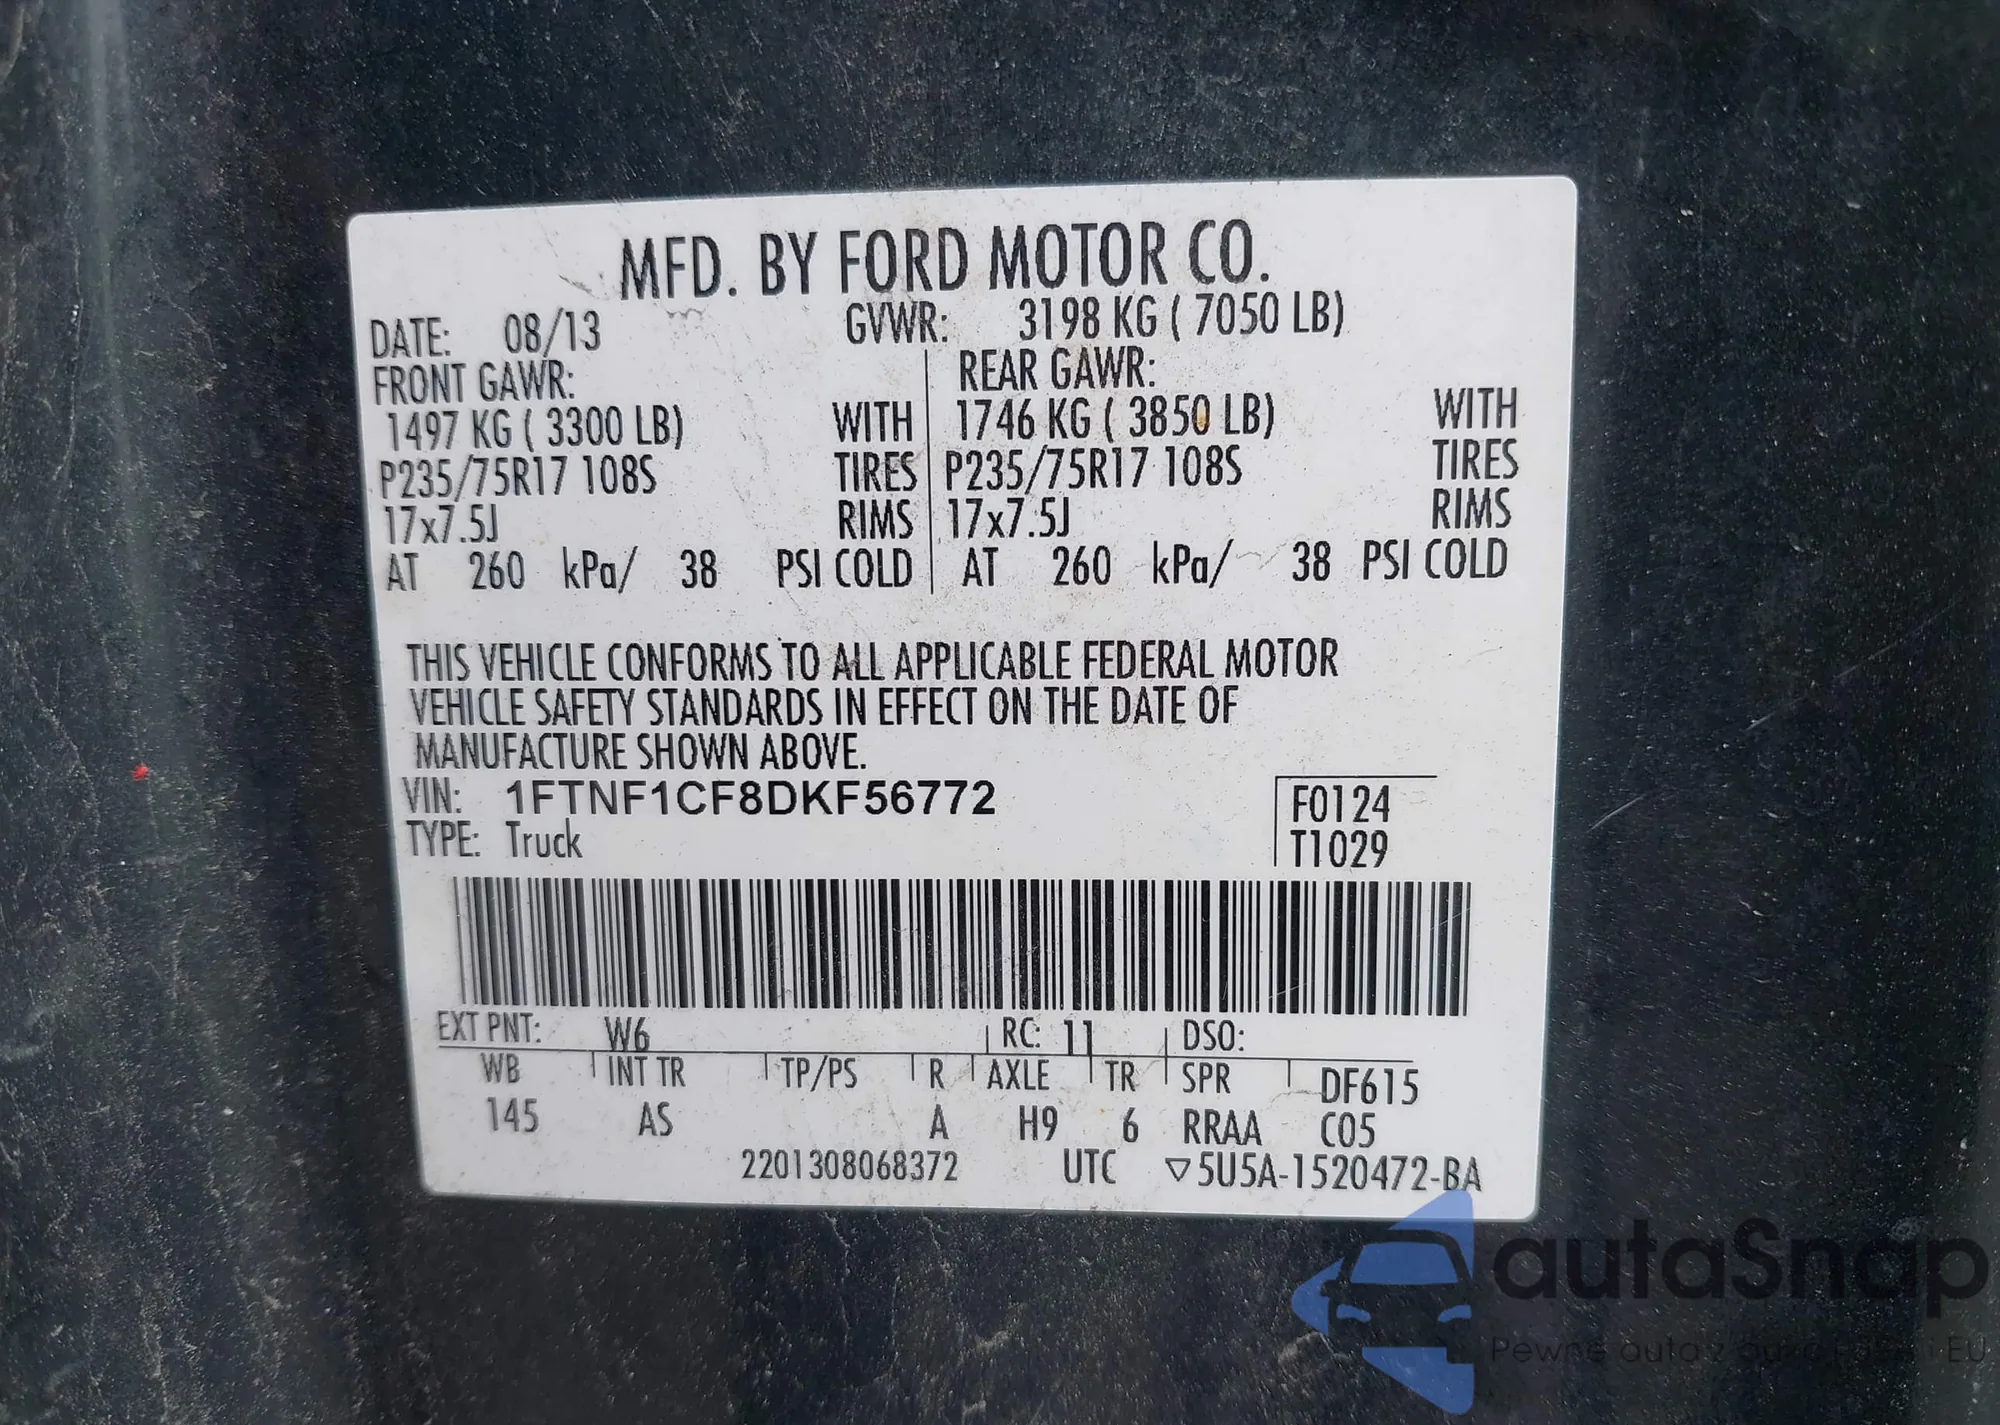 MFD. BY FORD MOTOR CO.
DATE: 08/13 GVWR: 3198 KG ( 7050 LB)
FRONT GAWR: REAR GAWR:
1497 KG ( 3300 LB) WITH 1746 KG ( 3850 LB) WITH
P235/75R17 108S TIRES P235/75R17 108S TIRES
17x7.5J RIMS 17x7.5J RIMS
AT 260 kPa/ 38 PSI COLD AT 260 kPa/ 38 PSI COLD
THIS VEHICLE CONFORMS TO ALL APPLICABLE FEDERAL MOTOR
VEHICLE SAFETY STANDARDS IN EFFECT ON THE DATE OF
MANUFACTURE SHOWN ABOVE.
VIN: 1FTNF1CF8DKF56772 F0124
TYPE: Truck T1029
EXT PNT: W6 RC: 11 DSO:
WB INT TR TP/PS R AXLE TR SPR DF615
145 AS A H9 6 RRAA C05
2201308068372 UTC ▽5U5A-1520472-BA
autaSnap
Pewne auta z EU